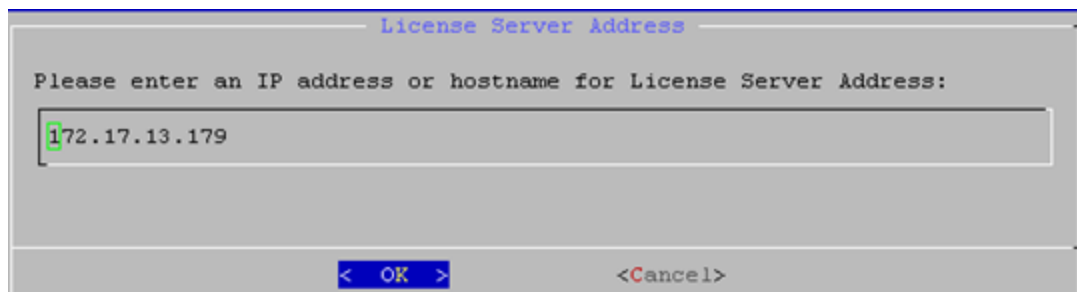 License Server Address
Please enter an IP address or hostname for License Server Address:
172.17.13.179
< OK > <Cancel>